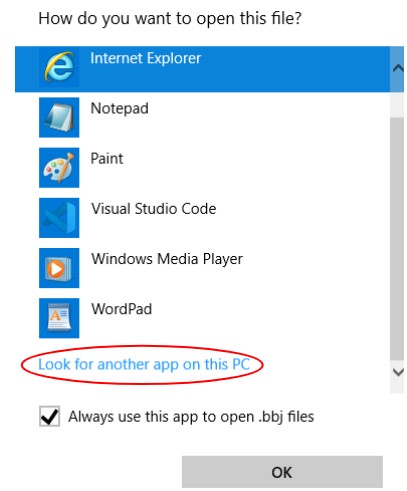 How do you want to open this file?
Internet Explorer
Notepad
Paint
Visual Studio Code
Windows Media Player
WordPad
Look for another app on this PC
Always use this app to open .bbj files
OK